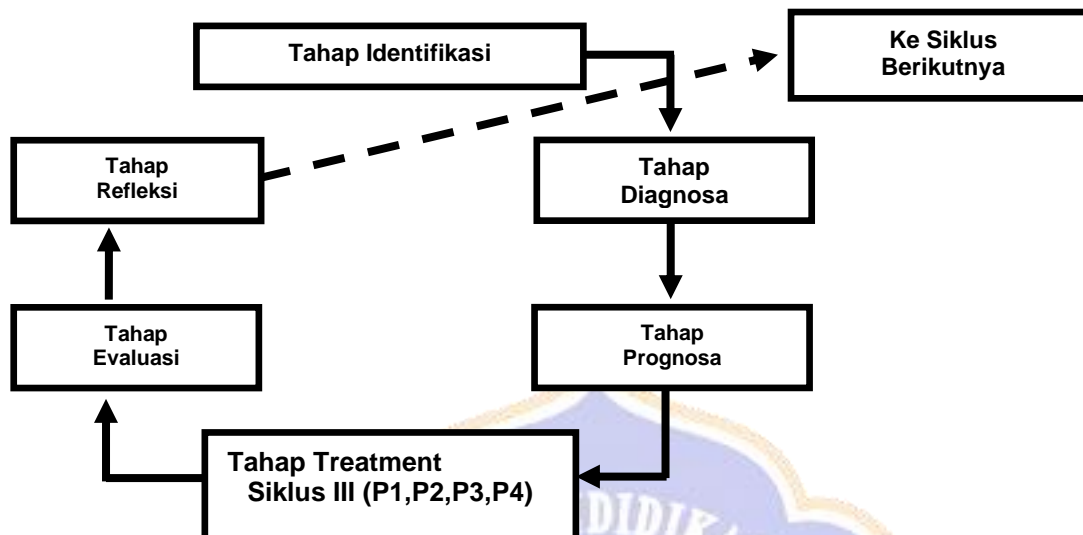 Tahap Identifikasi
Ke Siklus
Berikutnya
Tahap
Refleksi
Tahap
Diagnosa
Tahap
Evaluasi
Tahap
Prognosa
Tahap Treatment
Siklus III (P1,P2,P3,P4)